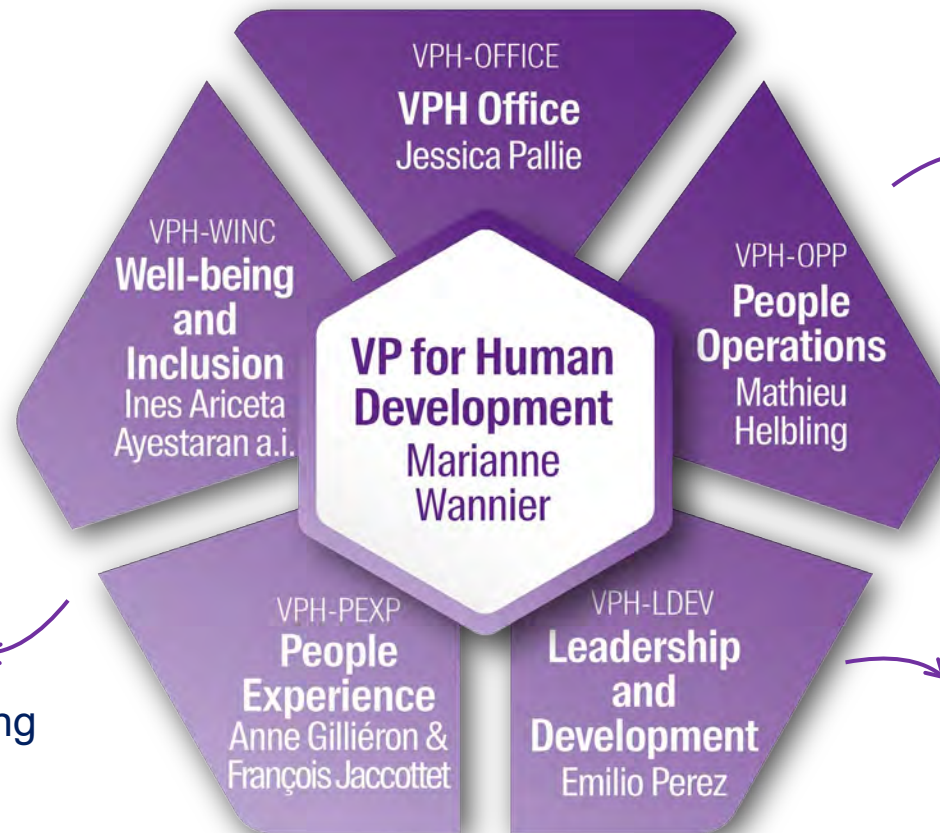 VPH-OFFICE
VPH Office
Jessica Pallie
VPH-WINC
Well-being
and
Inclusion
Ines Ariceta
Ayestaran a.i.
VP for Human
Development
Marianne
Wannier
VPH-OPP
People
Operations
Mathieu
Helbling
VPH-PEXP
People
Experience
Anne Gilliéron &
François Jaccottet
VPH-LDEV
Leadership
and
Development
Emilio Perez
ng